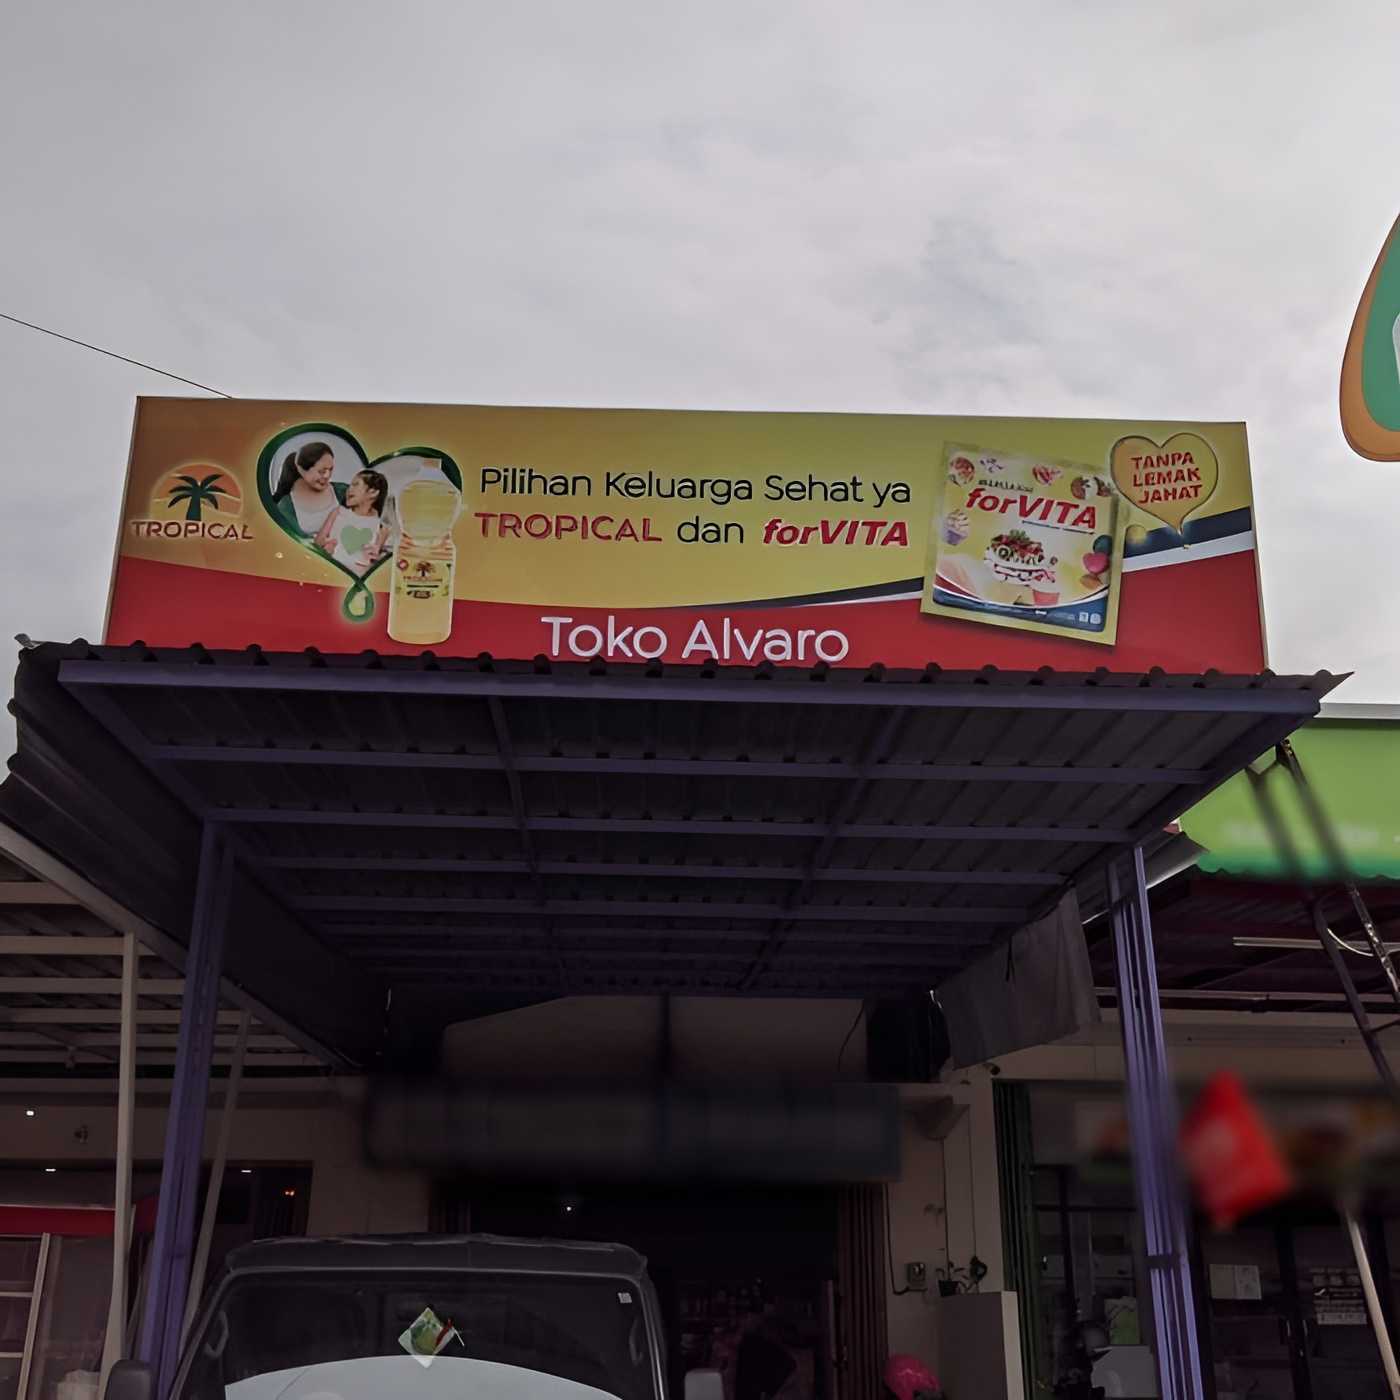 TROPICAL
Pilihan Keluarga Sehat ya
TROPICAL dan forVITA
Toko Alvaro
forVITA
TANPA
LEMAK
JAHAT